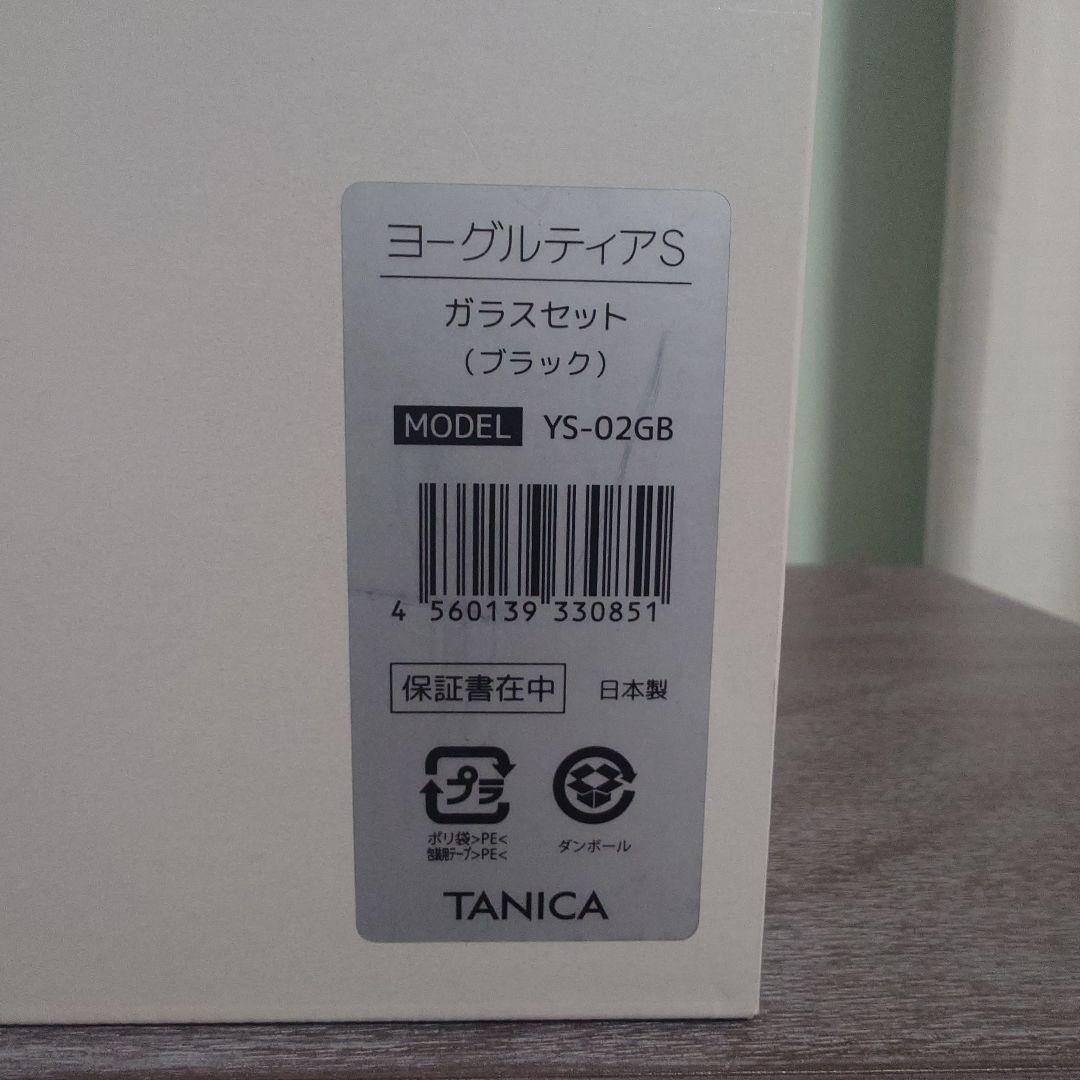 ヨーグルティアS
ガラスセット
（ブラック）
MODEL YS-02GB
4 560139 330851
保証書在中 日本製
プラ
ポリ袋>PE<
包装用テープ>PE<
ダンボール
TANICA